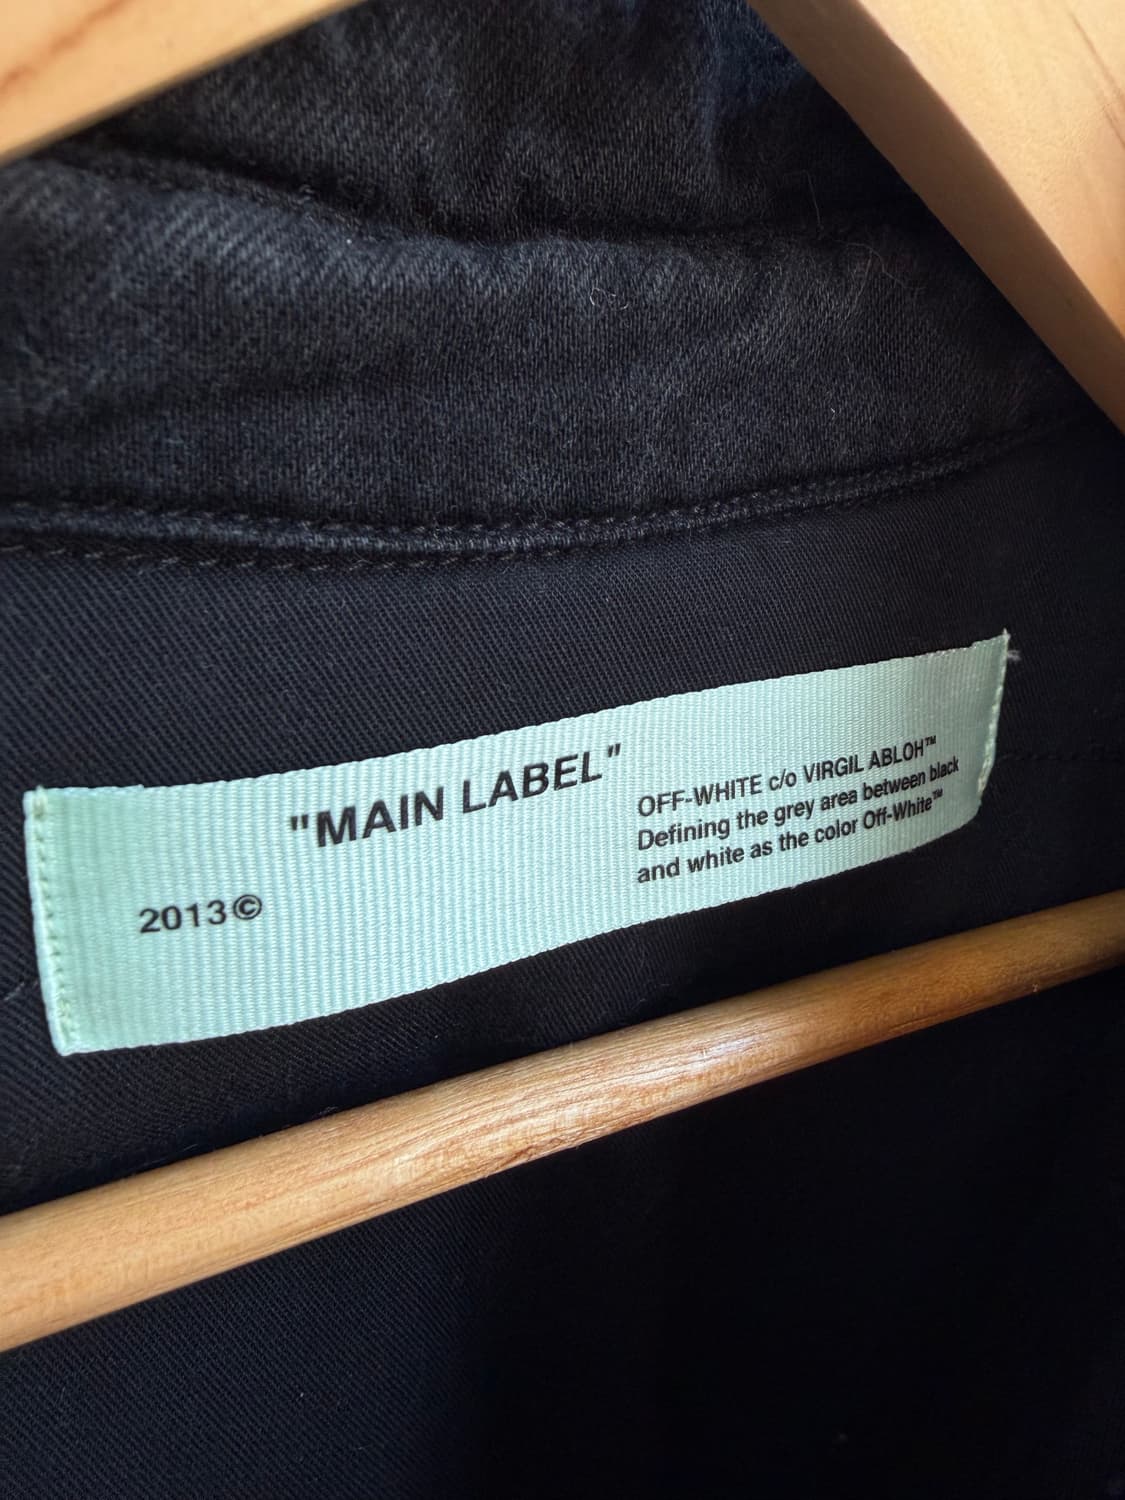 "MAIN LABEL"
2013©
OFF-WHITE c/o VIRGIL ABLOH™
Defining the grey area between black
and white as the color Off-White™